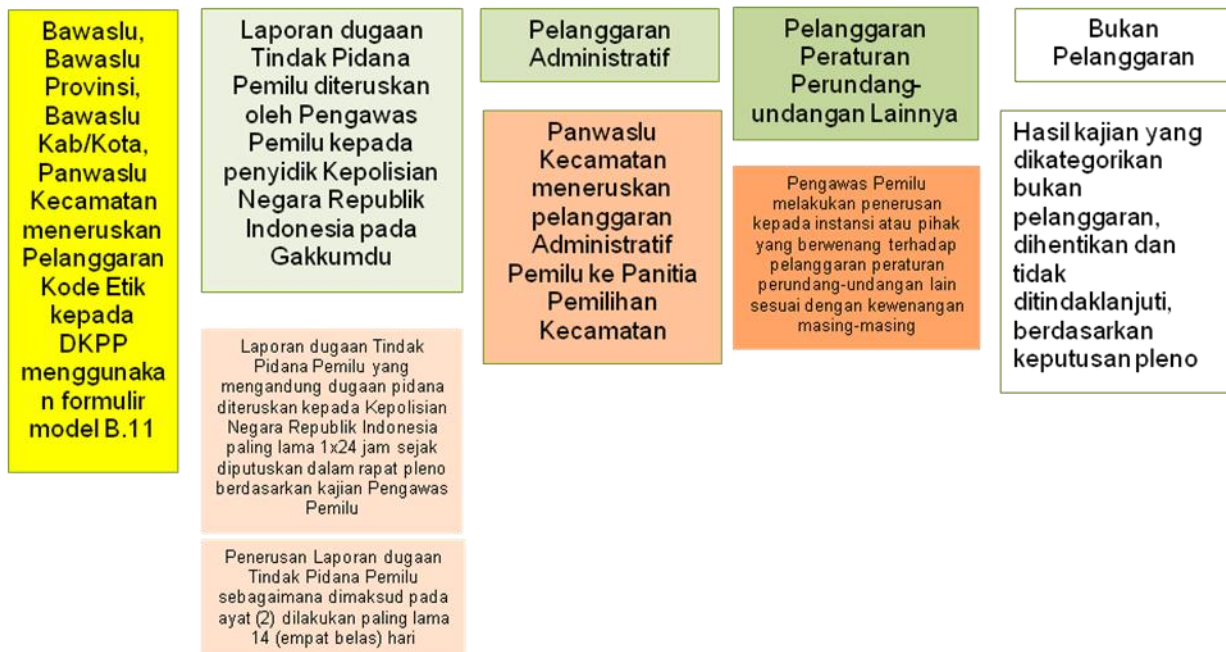 Bawaslu,
Bawaslu
Provinsi,
Bawaslu
Kab/Kota,
Panwaslu
Kecamatan
meneruskan
Pelanggaran
Kode Etik
kepada
DKPP
menggunaka
n formulir
model B.11
Laporan dugaan
Tindak Pidana
Pemilu diteruskan
oleh Pengawas
Pemilu kepada
penyidik Kepolisian
Negara Republik
Indonesia pada
Gakkumdu
Laporan dugaan Tindak
Pidana Pemilu yang
mengandung dugaan pidana
diteruskan kepada Kepolisian
Negara Republik Indonesia
paling lama 1x24 jam sejak
diputuskan dalam rapat pleno
berdasarkan kajian Pengawas
Pemilu
Penerusan Laporan dugaan
Tindak Pidana Pemilu
sebagaimana dimaksud pada
ayat (2) dilakukan paling lama
14 (empat belas) hari
Pelanggaran
Administratif
Panwaslu
Kecamatan
meneruskan
pelanggaran
Administratif
Pemilu ke Panitia
Pemilihan
Kecamatan
Pelanggaran
Peraturan
Perundang-
undangan Lainnya
Pengawas Pemilu
melakukan penerusan
kepada instansi atau pihak
yang berwenang terhadap
pelanggaran peraturan
perundang-undangan lain
sesuai dengan kewenangan
masing-masing
Bukan
Pelanggaran
Hasil kajian yang
dikategorikan
bukan
pelanggaran,
dihentikan dan
tidak
ditindaklanjuti,
berdasarkan
keputusan pleno